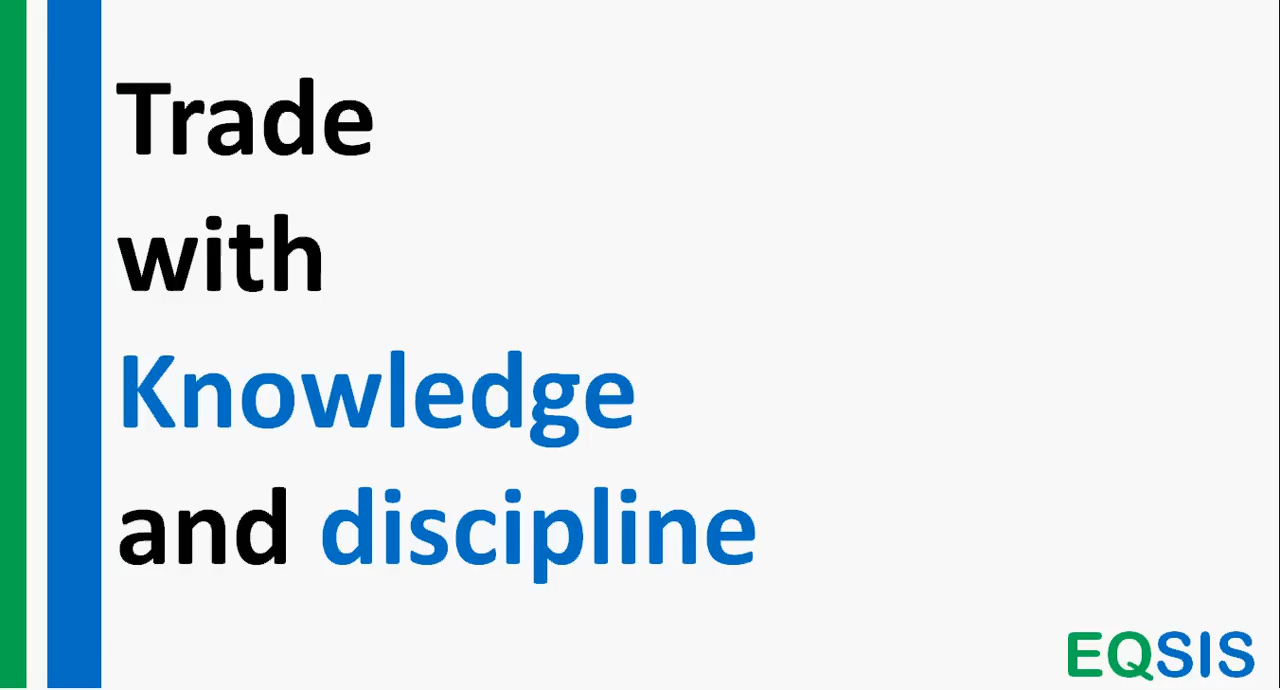 Trade
with
Knowledge
and discipline
EQSIS